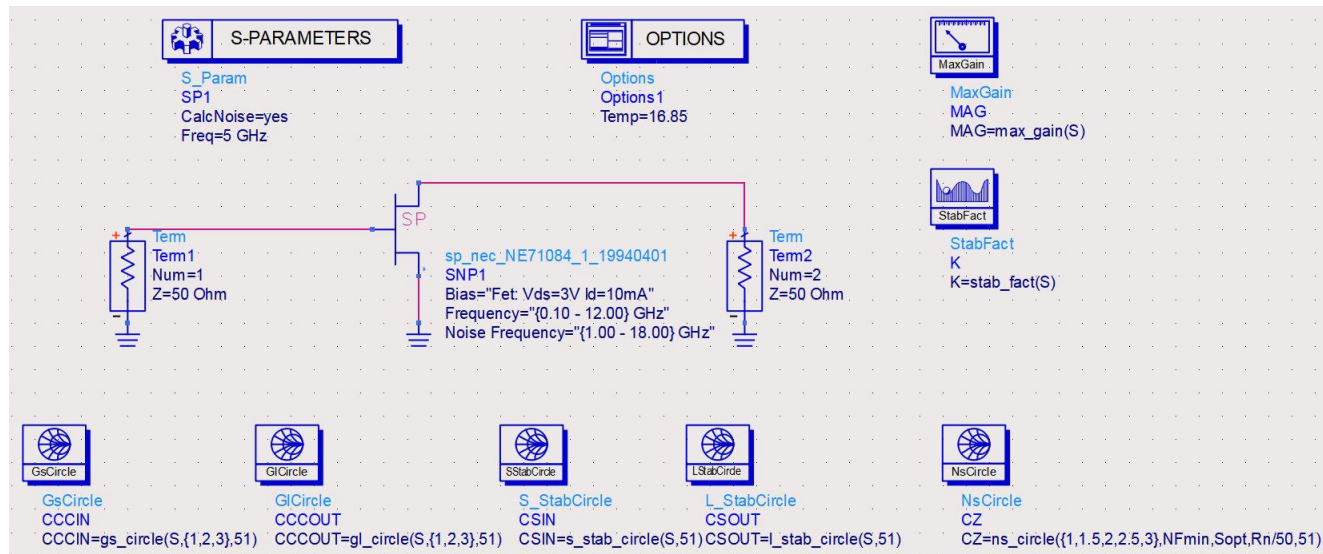 S-PARAMETERS
S_Param
SP1
CalcNoise=yes
Freq=5 GHz
OPTIONS
Options
Options1
Temp=16.85
MaxGain
MaxGain
MAG
MAG=max_gain(S)
StabFact
StabFact
K
K=stab_fact(S)
+
Term
Term1
Num=1
Z=50 Ohm
-
SP
sp_nec_NE71084_1_19940401
SNP1
Bias="Fet: Vds=3V Id=10mA"
Frequency="{0.10 - 12.00} GHz"
Noise Frequency="{1.00 - 18.00} GHz"
+
Term
Term2
Num=2
Z=50 Ohm
-
GsCircle
GsCircle
CCCIN
CCCIN=gs_circle(S,{1,2,3},51)
GlCircle
GlCircle
CCCOUT
CCCOUT=gl_circle(S,{1,2,3},51)
SStabCircle
S_StabCircle
CSIN
CSIN=s_stab_circle(S,51)
LStabCircle
L_StabCircle
CSOUT
CSOUT=l_stab_circle(S,51)
NsCircle
NsCircle
CZ
CZ=ns_circle({1,1.5,2,2.5,3},NFmin,Sopt,Rn/50,51)